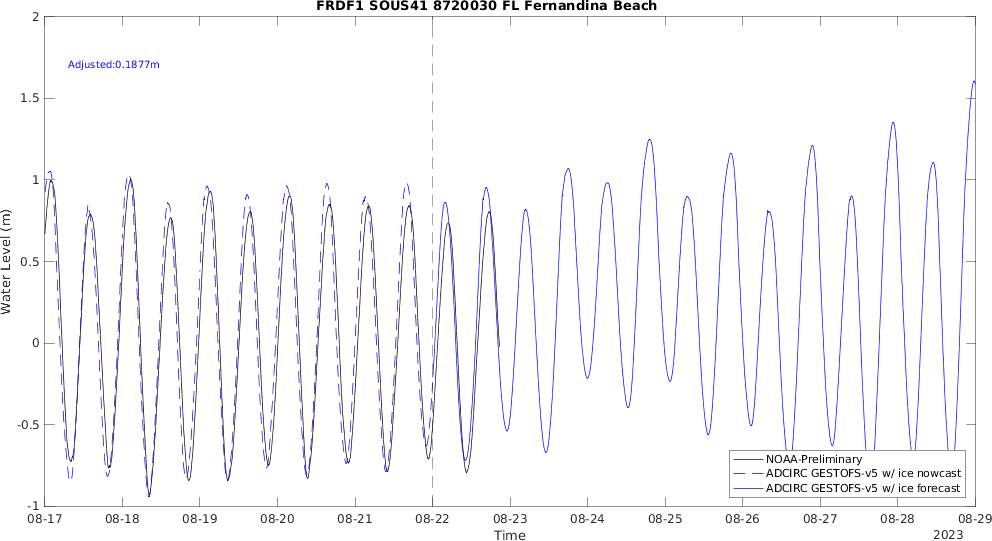 FRDF1 SOUS41 8720030 FL Fernandina Beach
Adjusted:0.1877m
Water Level (m)
2
1.5
1
0.5
0
-0.5
-1
08-17 08-18 08-19 08-20 08-21 08-22 08-23 08-24 08-25 08-26 08-27 08-28 08-29
Time
2023
NOAA-Preliminary
ADCIRC GESTOFS-v5 w/ ice nowcast
ADCIRC GESTOFS-v5 w/ ice forecast